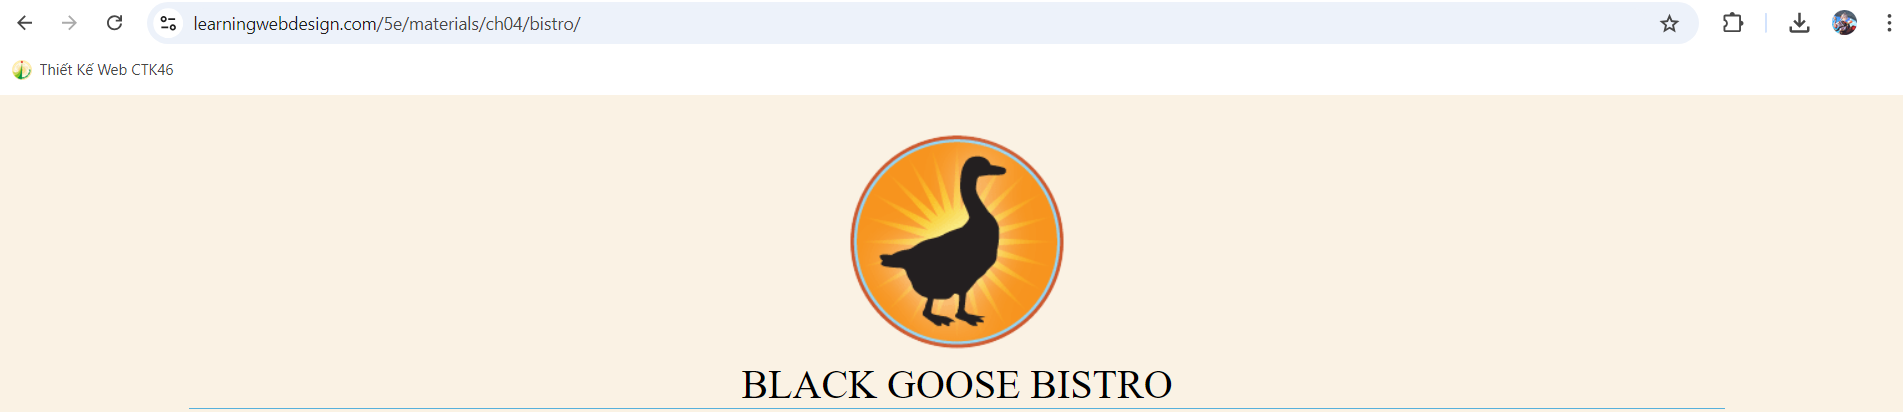 learningwebdesign.com/5e/materials/ch04/bistro/
Thiết Kế Web CTK46
BLACK GOOSE BISTRO